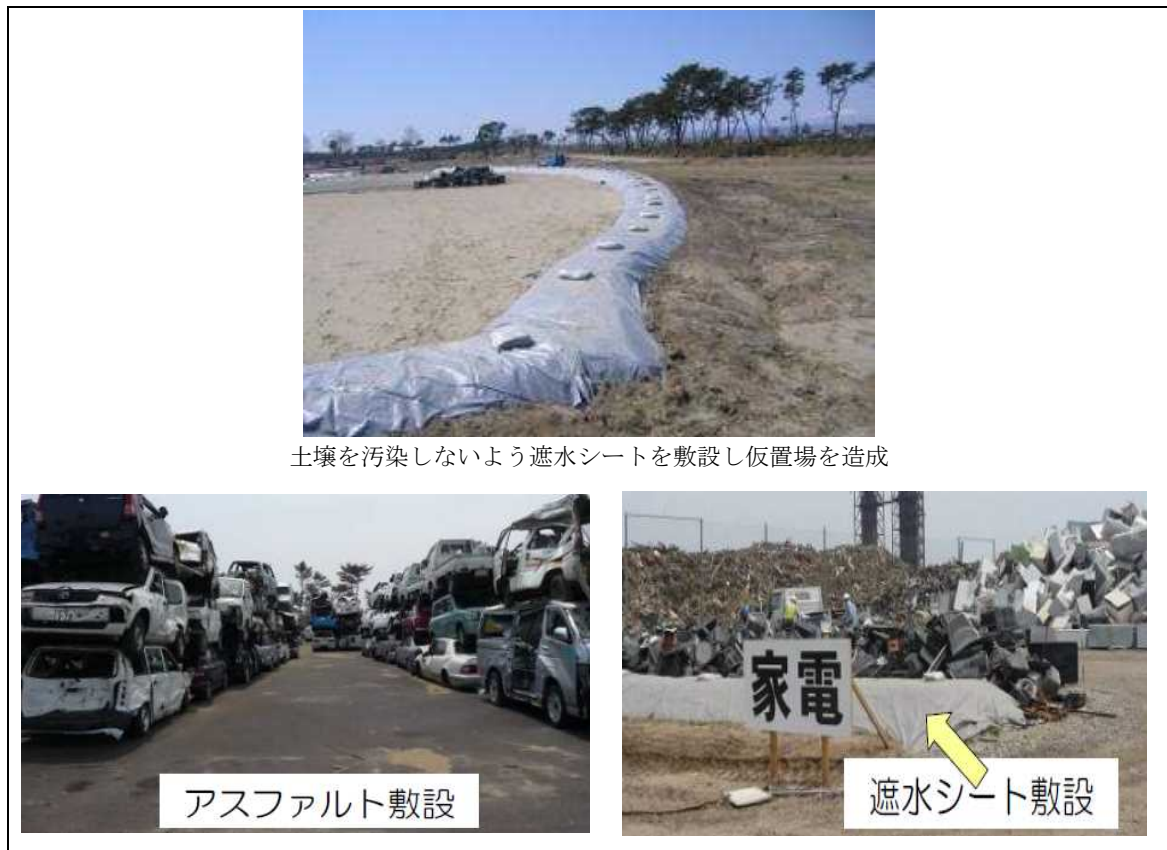 土壌を汚染しないよう遮水シートを敷設し仮置場を造成
アスファルト敷設
家電
遮水シート敷設